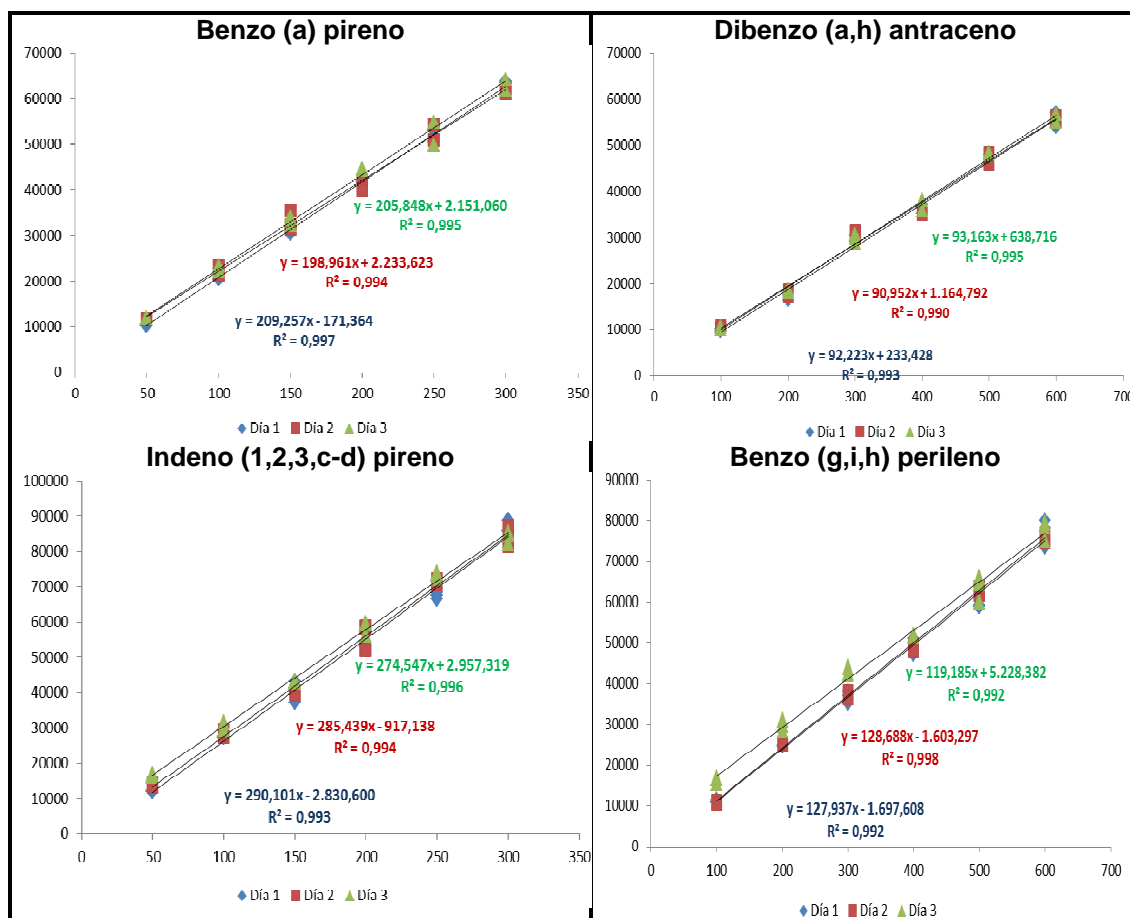 Benzo (a) pireno
70000
60000
50000
40000
30000
20000
10000
0
y = 205,848x + 2.151,060
R² = 0,995
y = 198,961x + 2.233,623
R² = 0,994
y = 209,257x - 171,364
R² = 0,997
0 50 100 150 200 250 300 350
Día 1 Día 2 Día 3
Dibenzo (a,h) antraceno
70000
60000
50000
40000
30000
20000
10000
0
y = 93,163x + 638,716
R² = 0,995
y = 90,952x + 1.164,792
R² = 0,990
y = 92,223x + 233,428
R² = 0,993
0 100 200 300 400 500 600 700
Día 1 Día 2 Día 3
Indeno (1,2,3,c-d) pireno
100000
90000
80000
70000
60000
50000
40000
30000
20000
10000
0
y = 274,547x + 2.957,319
R² = 0,996
y = 285,439x - 917,138
R² = 0,994
y = 290,101x - 2.830,600
R² = 0,993
0 50 100 150 200 250 300 350
Día 1 Día 2 Día 3
Benzo (g,i,h) perileno
90000
80000
70000
60000
50000
40000
30000
20000
10000
0
y = 119,185x + 5.228,382
R² = 0,992
y = 128,688x - 1.603,297
R² = 0,998
y = 127,937x - 1.697,608
R² = 0,992
0 100 200 300 400 500 600 700
Día 1 Día 2 Día 3